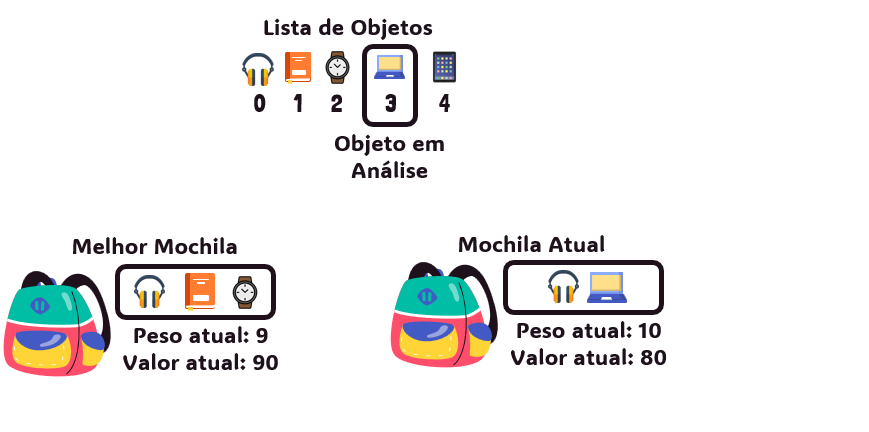 Lista de Objetos
0 1 2 3 4
Objeto em
Análise
Melhor Mochila
Peso atual: 9
Valor atual: 90
Mochila Atual
Peso atual: 10
Valor atual: 80